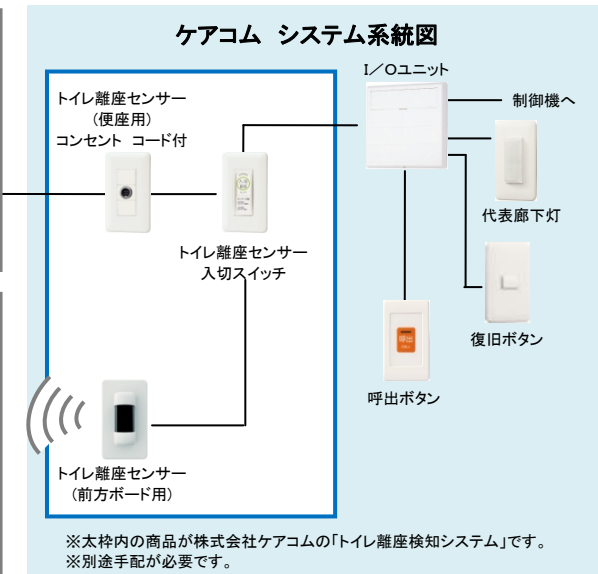 ケアコム システム系統図
I/Oユニット
トイレ離座センサー
(便座用)
コンセント コード付
制御機へ
代表廊下灯
トイレ離座センサー
入切スイッチ
復旧ボタン
呼出
呼出ボタン
トイレ離座センサー
(前方ボード用)
※太枠内の商品が株式会社ケアコムの「トイレ離座検知システム」です。
※別途手配が必要です。